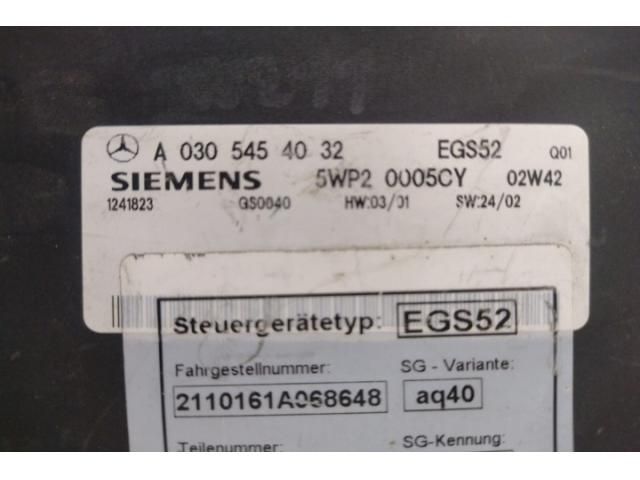 W211
A 030 545 40 32 EGS52 Q01
SIEMENS 5WP2 0005CY 02W42
1241823 GS0040 HW:03/01 SW:24/02
Steuergerätetyp: EGS52
Fahrgestellnummer: SG - Variante:
2110161A068648 aq40
Teilenummer: SG-Kennung: